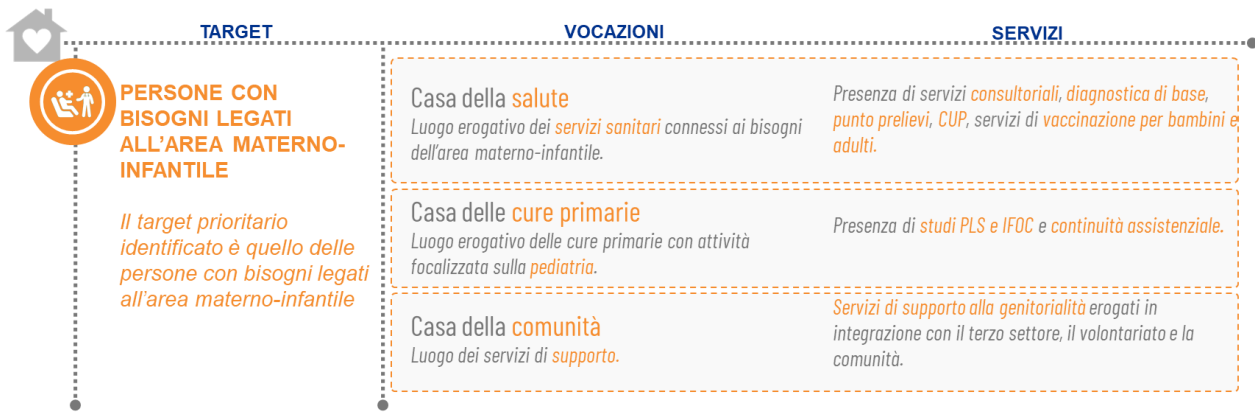 TARGET
VOCAZIONI
SERVIZI
PERSONE CON
BISOGNI LEGATI
ALL'AREA MATERNO-
INFANTILE
Il target prioritario
identificato è quello delle
persone con bisogni legati
all'area materno-infantile
Casa della salute
Luogo erogativo dei servizi sanitari connessi ai bisogni
dell'area materno-infantile.
Presenza di servizi consultoriali, diagnostica di base,
punto prelievi, CUP, servizi di vaccinazione per bambini e
adulti.
Casa delle cure primarie
Luogo erogativo delle cure primarie con attività
focalizzata sulla pediatria.
Presenza di studi PLS e IFOC e continuità assistenziale.
Casa della comunità
Luogo dei servizi di supporto.
Servizi di supporto alla genitorialità erogati in
integrazione con il terzo settore, il volontariato e la
comunità.